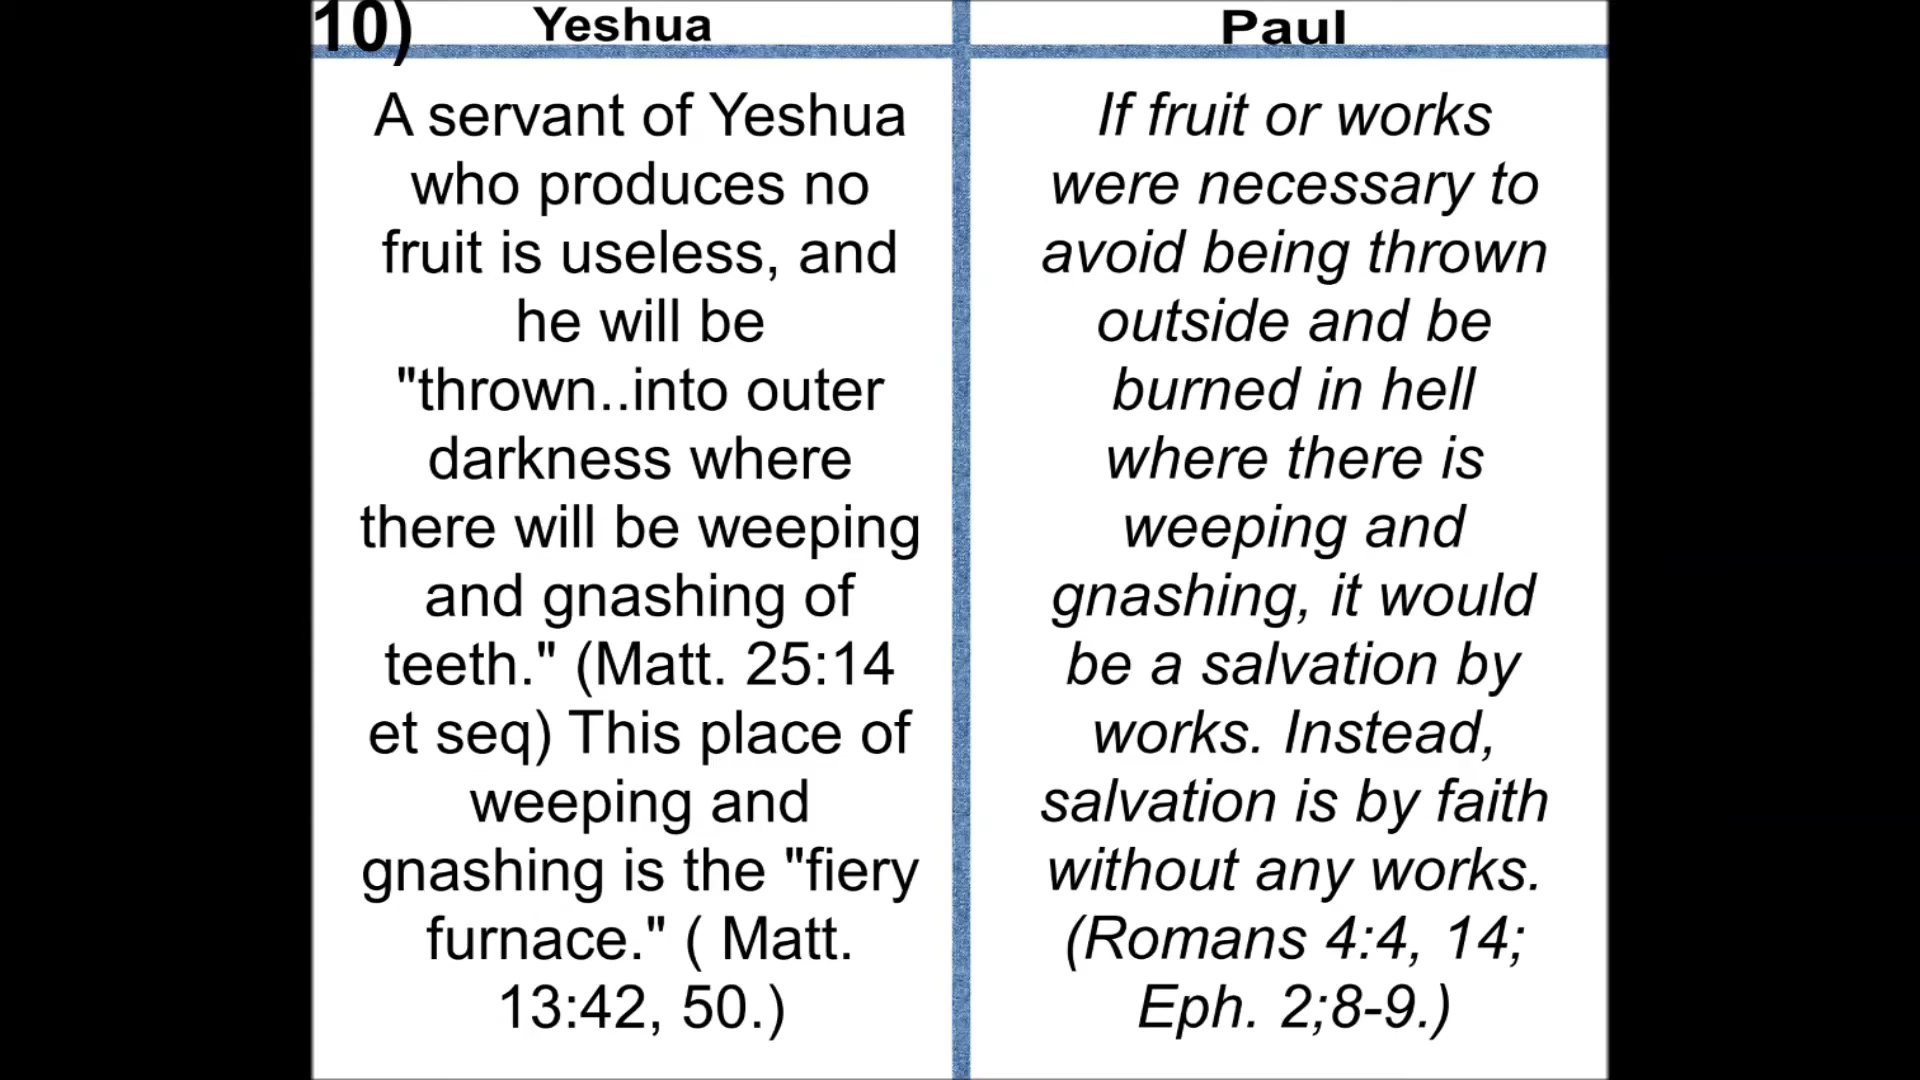 10)
Yeshua
Paul
A servant of Yeshua
who produces no
fruit is useless, and
he will be
"thrown..into outer
darkness where
there will be weeping
and gnashing of
teeth." (Matt. 25:14
et seq) This place of
weeping and
gnashing is the "fiery
furnace." ( Matt.
13:42, 50.)
If fruit or works
were necessary to
avoid being thrown
outside and be
burned in hell
where there is
weeping and
gnashing, it would
be a salvation by
works. Instead,
salvation is by faith
without any works.
(Romans 4:4, 14;
Eph. 2;8-9.)